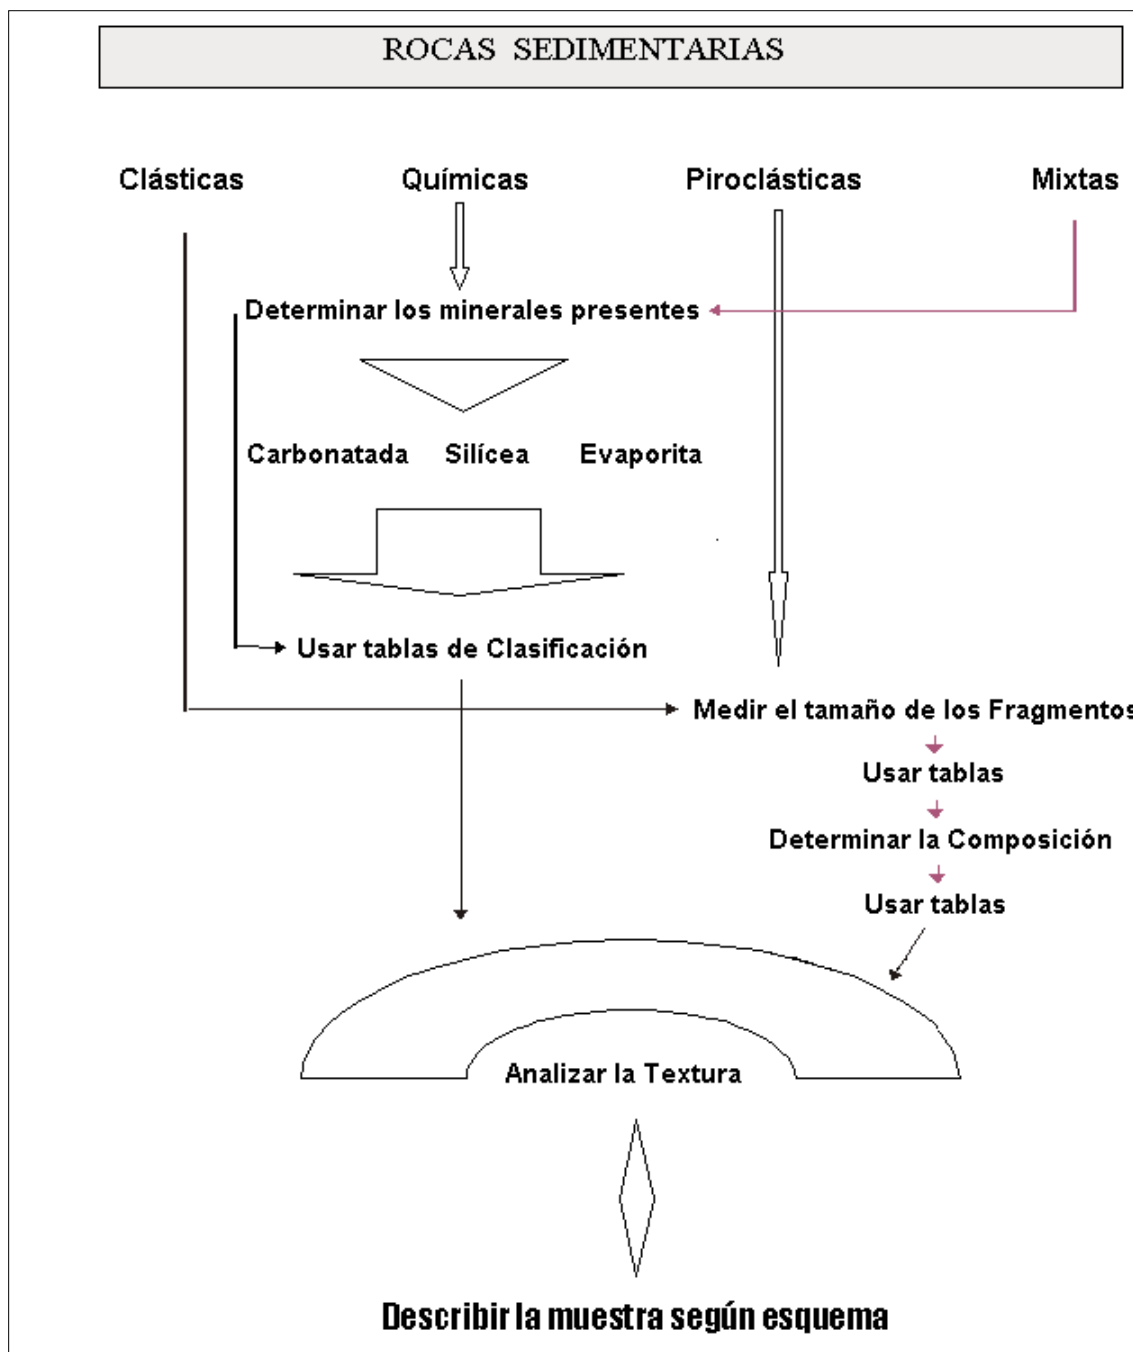 ROCAS SEDIMENTARIAS
Clásticas Químicas Piroclásticas Mixtas
Determinar los minerales presentes
Carbonatada Silícea Evaporita
Usar tablas de Clasificación
Medir el tamaño de los Fragmentos
Usar tablas
Determinar la Composición
Usar tablas
Analizar la Textura
Describir la muestra según esquema